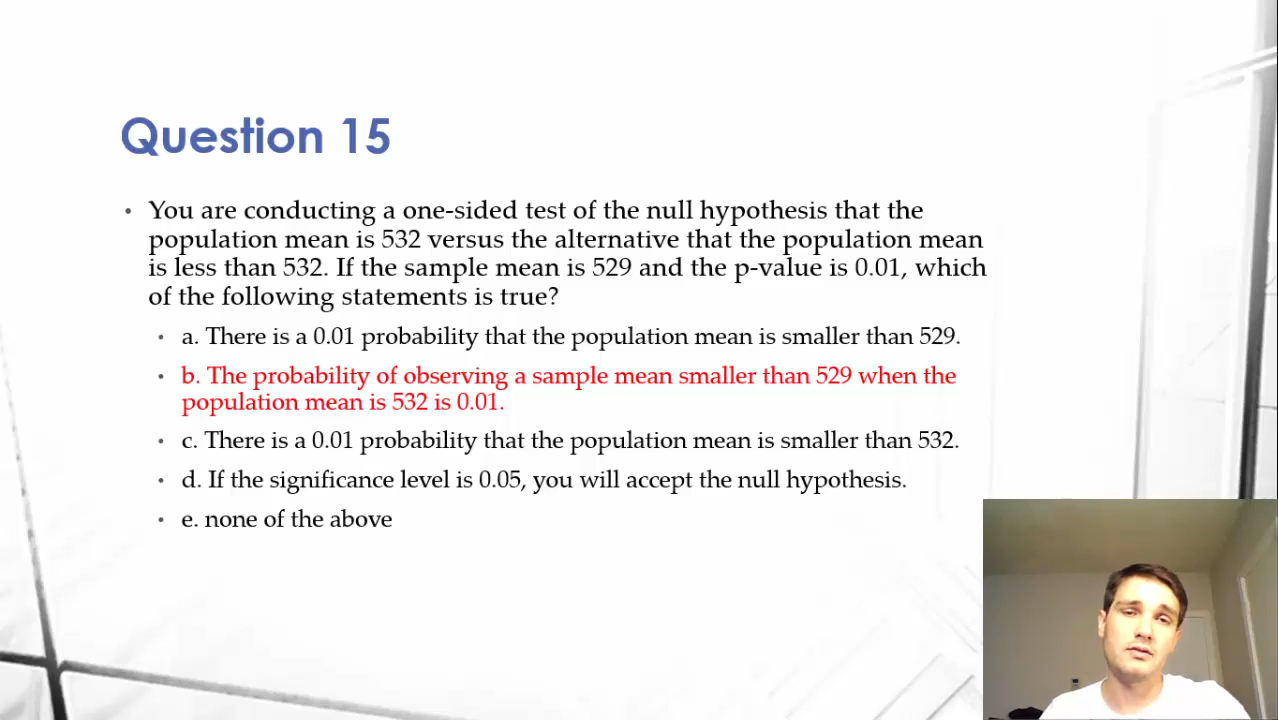 Question 15
• You are conducting a one-sided test of the null hypothesis that the
population mean is 532 versus the alternative that the population mean
is less than 532. If the sample mean is 529 and the p-value is 0.01, which
of the following statements is true?
• a. There is a 0.01 probability that the population mean is smaller than 529.
• b. The probability of observing a sample mean smaller than 529 when the
population mean is 532 is 0.01.
• c. There is a 0.01 probability that the population mean is smaller than 532.
• d. If the significance level is 0.05, you will accept the null hypothesis.
• e. none of the above